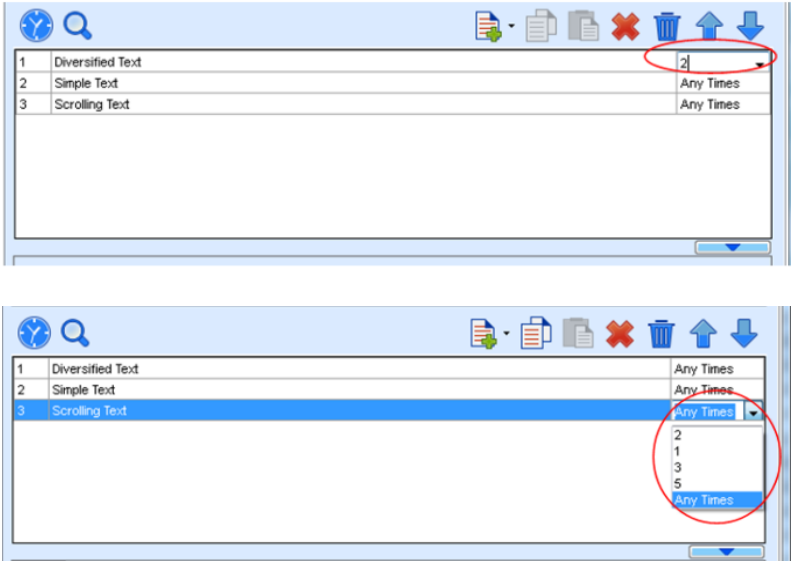 1 Diversified Text 2
2 Simple Text Any Times
3 Scrolling Text Any Times
1 Diversified Text Any Times
2 Simple Text Any Times
3 Scrolling Text Any Times
2
1
3
5
Any Times